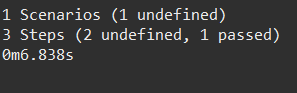 1 Scenarios (1 undefined)
3 Steps (2 undefined, 1 passed)
0m6.838s